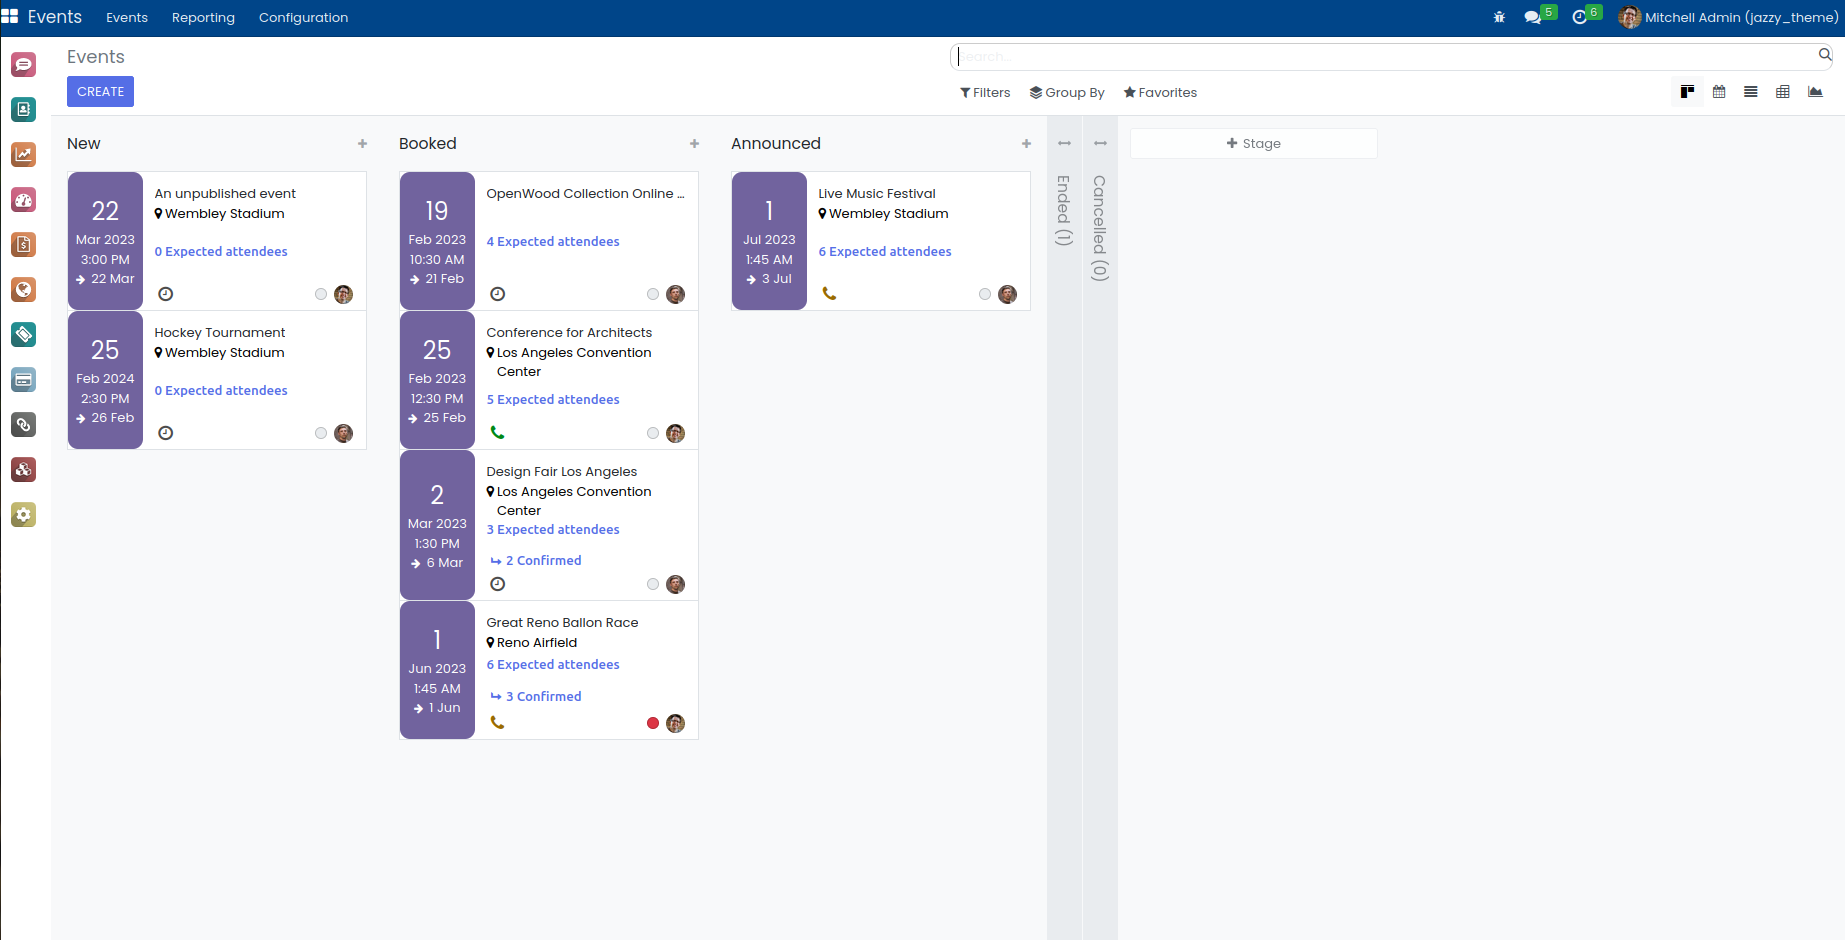 Events Events Reporting Configuration 5 6 Mitchell Admin (jazzy_theme)
Events
Search...
CREATE
Filters Group By Favorites
New
22
Mar 2023
3:00 PM
22 Mar
An unpublished event
Wembley Stadium
0 Expected attendees
25
Feb 2024
2:30 PM
26 Feb
Hockey Tournament
Wembley Stadium
0 Expected attendees
Booked
19
Feb 2023
10:30 AM
21 Feb
OpenWood Collection Online ...
4 Expected attendees
25
Feb 2023
12:30 PM
25 Feb
Conference for Architects
Los Angeles Convention
Center
5 Expected attendees
2
Mar 2023
1:30 PM
6 Mar
Design Fair Los Angeles
Los Angeles Convention
Center
3 Expected attendees
2 Confirmed
1
Jun 2023
1:45 AM
1 Jun
Great Reno Ballon Race
Reno Airfield
6 Expected attendees
3 Confirmed
Announced
1
Jul 2023
1:45 AM
3 Jul
Live Music Festival
Wembley Stadium
6 Expected attendees
Ended (1)
Cancelled (0)
Stage